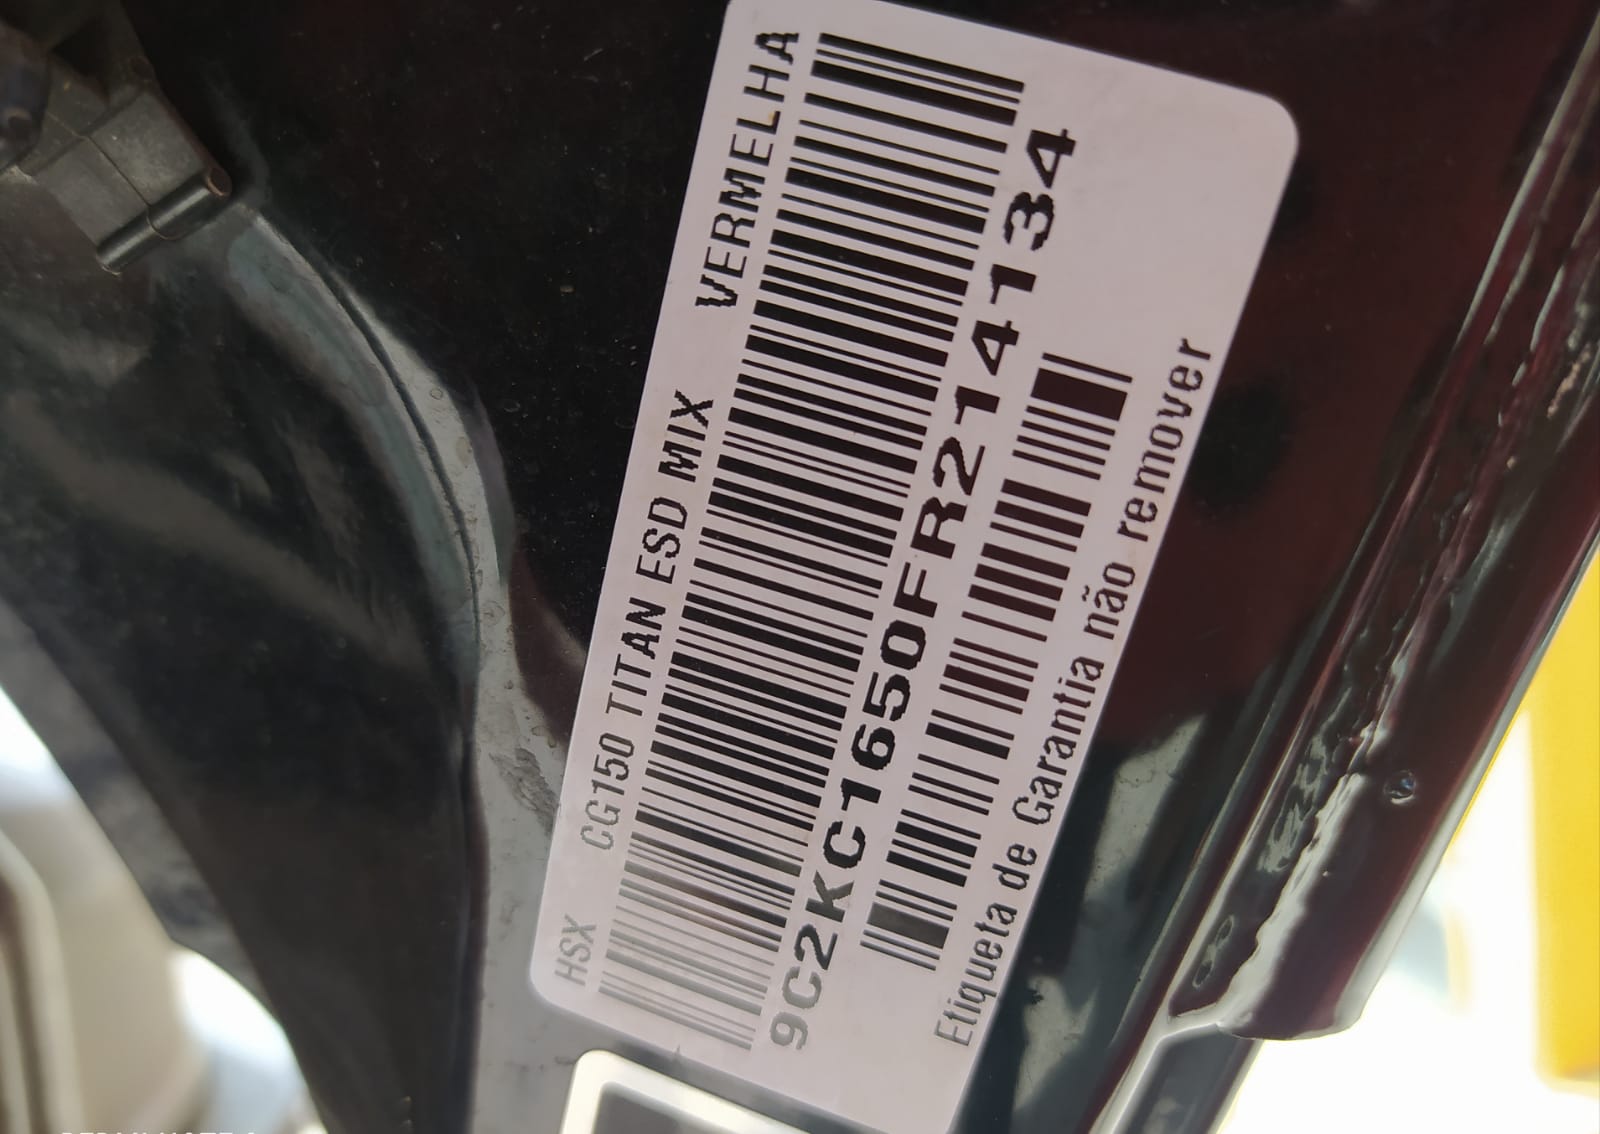 HSX CG150 TITAN ESD MIX VERMELHA
9C2KC1650FR214134
Etiqueta de Garantia não remover